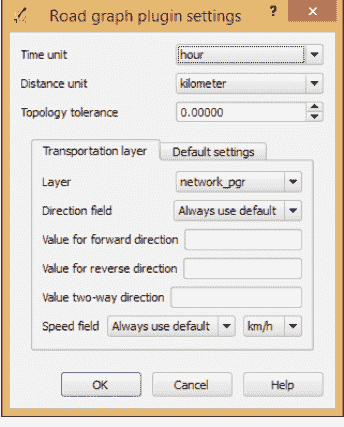 Road graph plugin settings ? x
Time unit hour
Distance unit kilometer
Topology tolerance 0.00000
Transportation layer Default settings
Layer network_pgr
Direction field Always use default
Value for forward direction
Value for reverse direction
Value two-way direction
Speed field Always use default km/h
OK Cancel Help